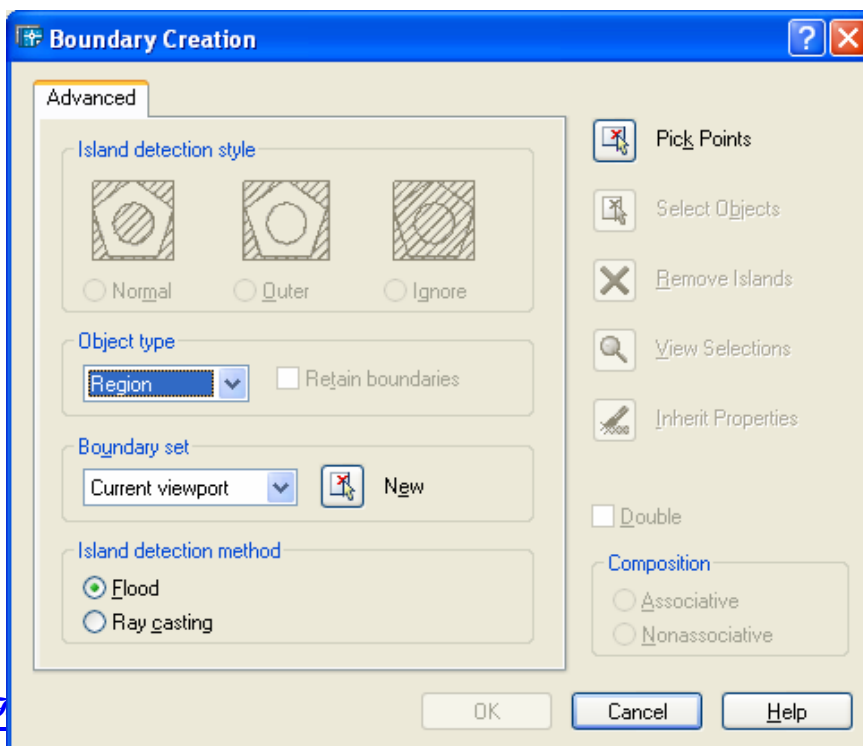 Boundary Creation
Advanced
Island detection style
Normal
Outer
Ignore
Object type
Region
Retain boundaries
Boundary set
Current viewport
New
Island detection method
Flood
Ray casting
Pick Points
Select Objects
Remove Islands
View Selections
Inherit Properties
Double
Composition
Associative
Nonassociative
OK
Cancel
Help